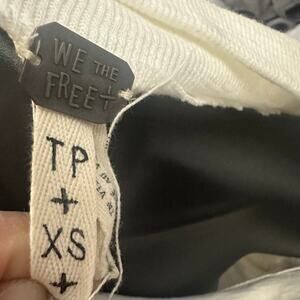 WE THE
FREE+
TP
+
XS
+